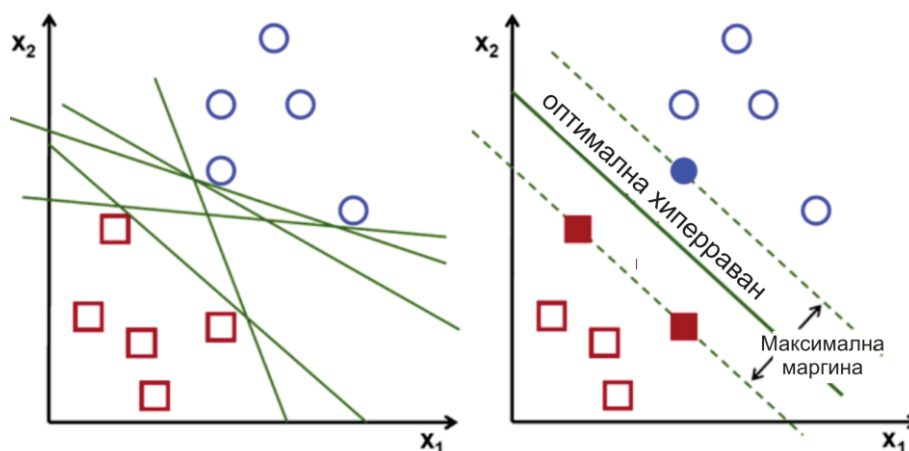 x₂
x₁
x₂
оптимална хиперраван
Максимална
маргина
x₁